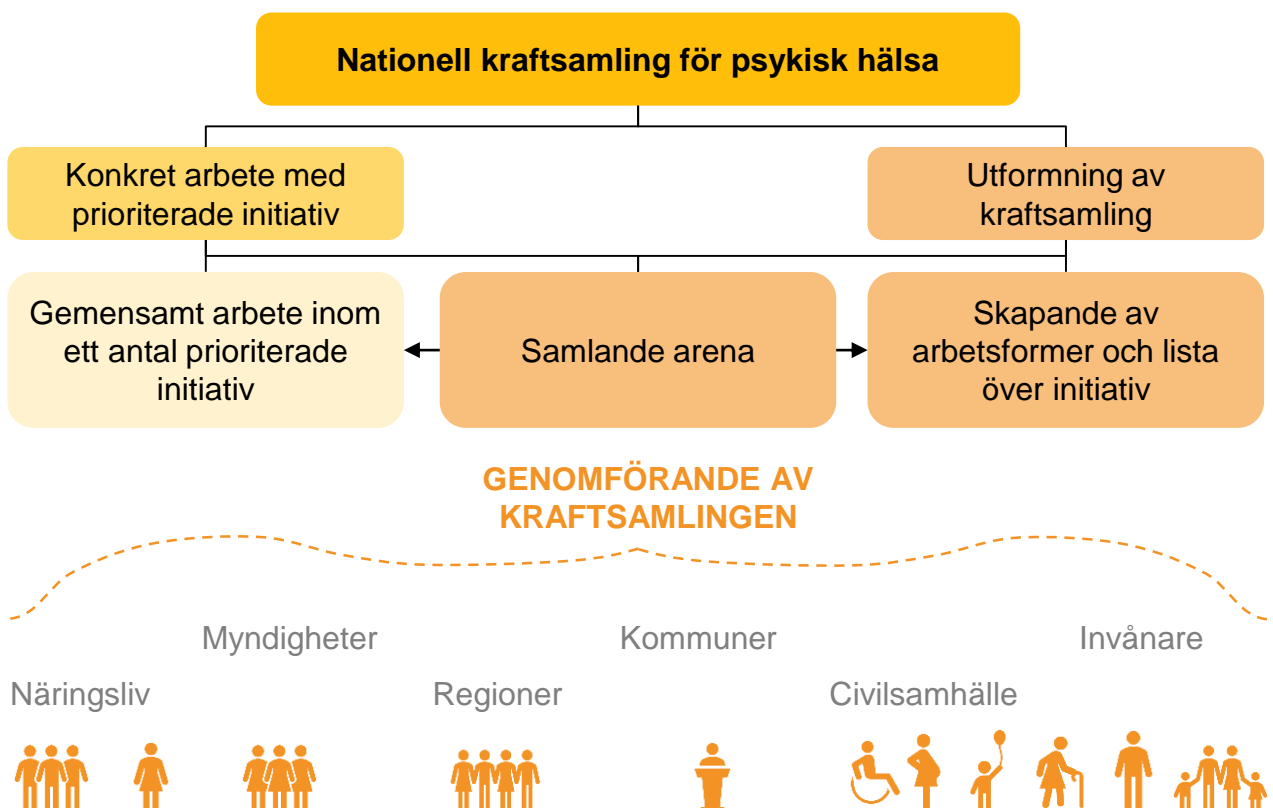 Nationell kraftsamling för psykisk hälsa
Konkret arbete med
prioriterade initiativ
Utformning av
kraftsamling
Gemensamt arbete inom
ett antal prioriterade
initiativ
Samlande arena
Skapande av
arbetsformer och lista
över initiativ
GENOMFÖRANDE AV
KRAFTSAMLINGEN
Myndigheter
Kommuner
Invånare
Näringsliv
Regioner
Civilsamhälle